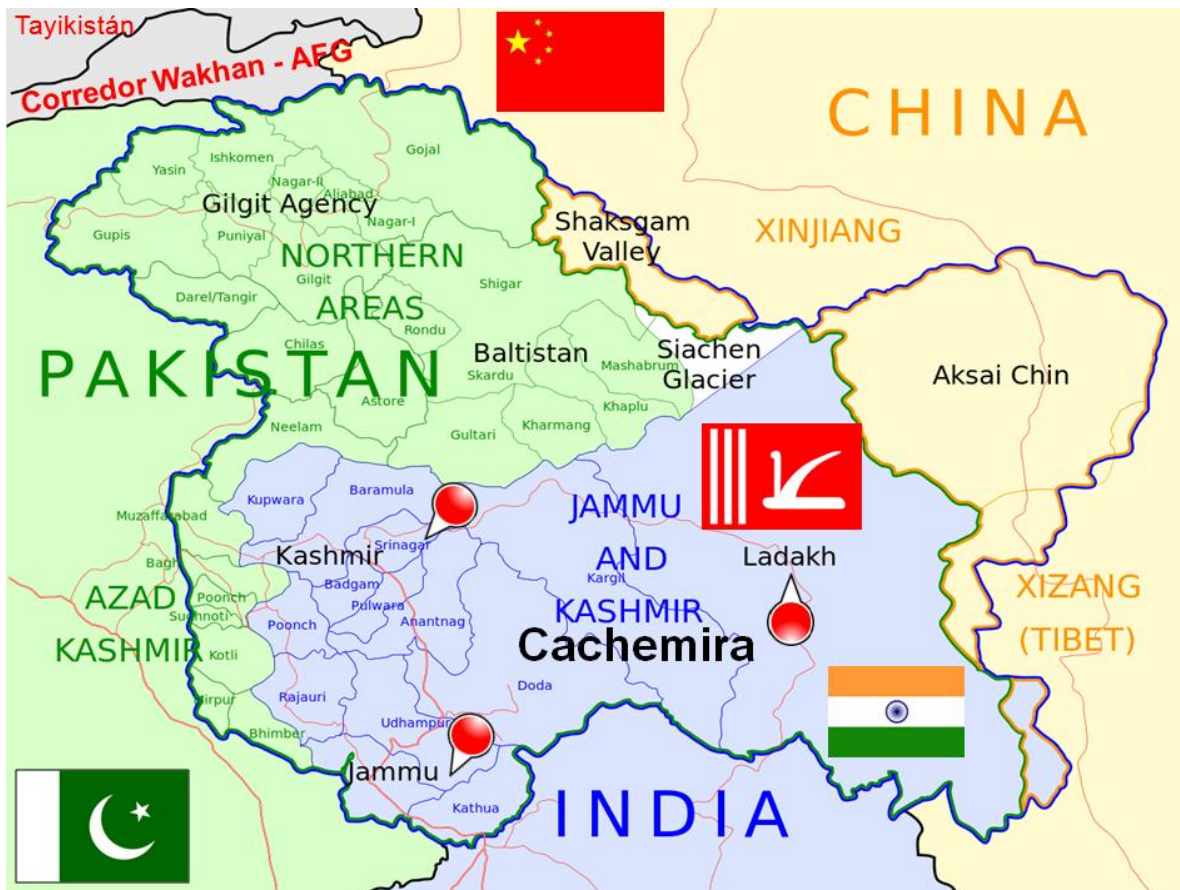 Tayikistán
Corredor Wakhan - AFG
CHINA
Gojal
Ishkomen
Yasin
Nagar-II
Aliabad
Gilgit Agency
Nagar-I
Gupis
Puniyal
Shaksgam
Valley
XINJIANG
NORTHERN
Gilgit
Shigar
Darel/Tangir
AREAS
Rondu
Chilas
PAKISTAN
Baltistan
Skardu
Mashabrum
Siachen
Glacier
Aksai Chin
Astore
Khaplu
Neelam
Gultari
Kharmang
Kupwara
Baramula
JAMMU
Muzaffarabad
Srinagar
Kashmir
AND
Ladakh
Bagh
Badgam
Kargil
AZAD
Poonch
Pulwara
XIZANG
Sudhnoti
Poonch
Anantnag
KASHMIR
KASHMIR
Cachemira
(TIBET)
Kotli
Doda
Mirpur
Rajauri
Udhampur
Bhimber
Jammu
Kathua
INDIA